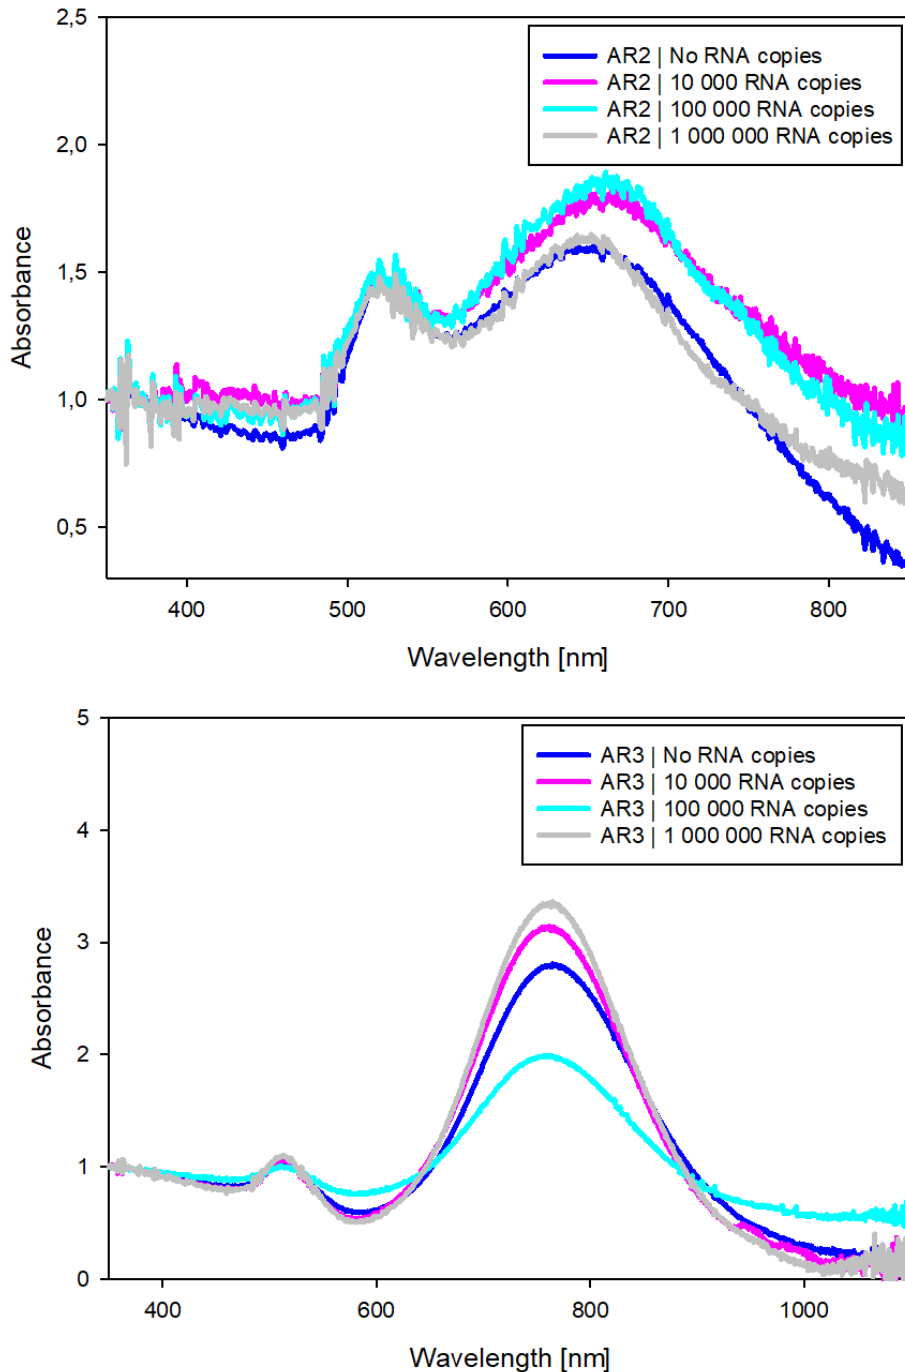 2,5
AR2 | No RNA copies
AR2 | 10 000 RNA copies
AR2 | 100 000 RNA copies
AR2 | 1 000 000 RNA copies
2,0
Absorbance
1,5
1,0
0,5
400 500 600 700 800
Wavelength [nm]
5
AR3 | No RNA copies
AR3 | 10 000 RNA copies
AR3 | 100 000 RNA copies
AR3 | 1 000 000 RNA copies
4
3
Absorbance
2
1
0
400 600 800 1000
Wavelength [nm]